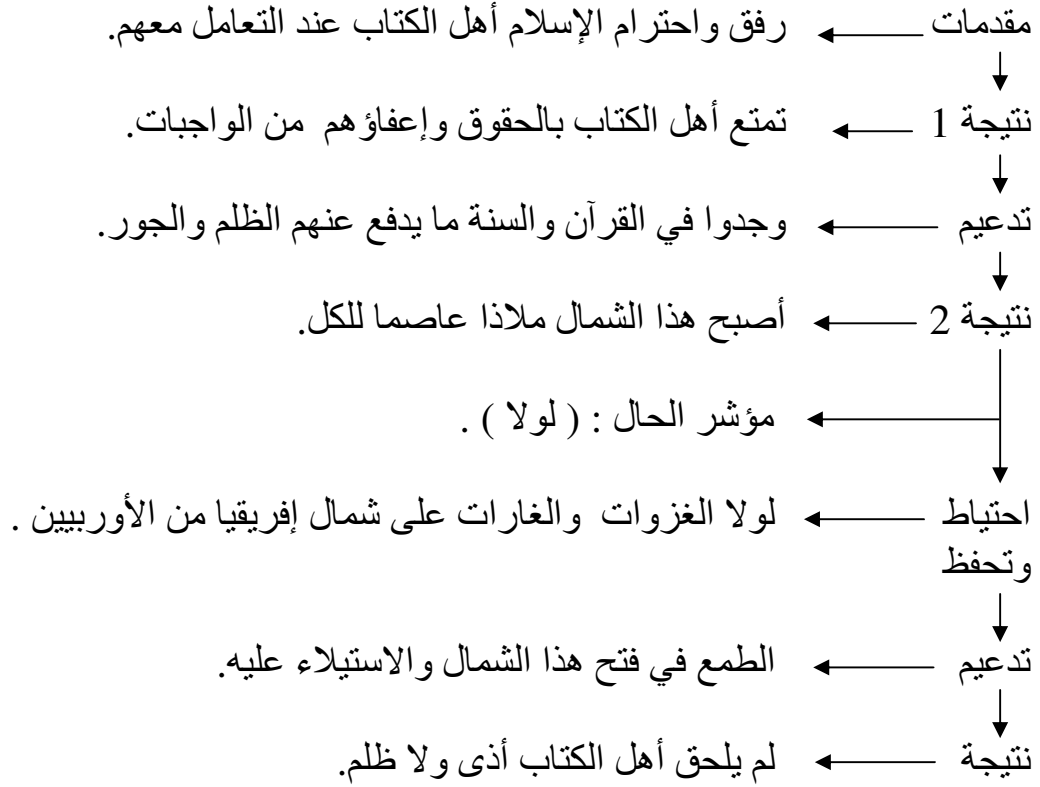 مقدمات رفق واحترام الإسلام أهل الكتاب عند التعامل معهم.
نتيجة 1 تمتع أهل الكتاب بالحقوق وإعفاؤهم من الواجبات.
تدعيم وجدوا في القرآن والسنة ما يدفع عنهم الظلم والجور.
نتيجة 2 أصبح هذا الشمال ملاذا عاصما للكل.
مؤشر الحال : ( لولا ) .
احتياط لولا الغزوات والغارات على شمال إفريقيا من الأوربيين .
وتحفظ
تدعيم الطمع في فتح هذا الشمال والاستيلاء عليه.
نتيجة لم يلحق أهل الكتاب أذى ولا ظلم.